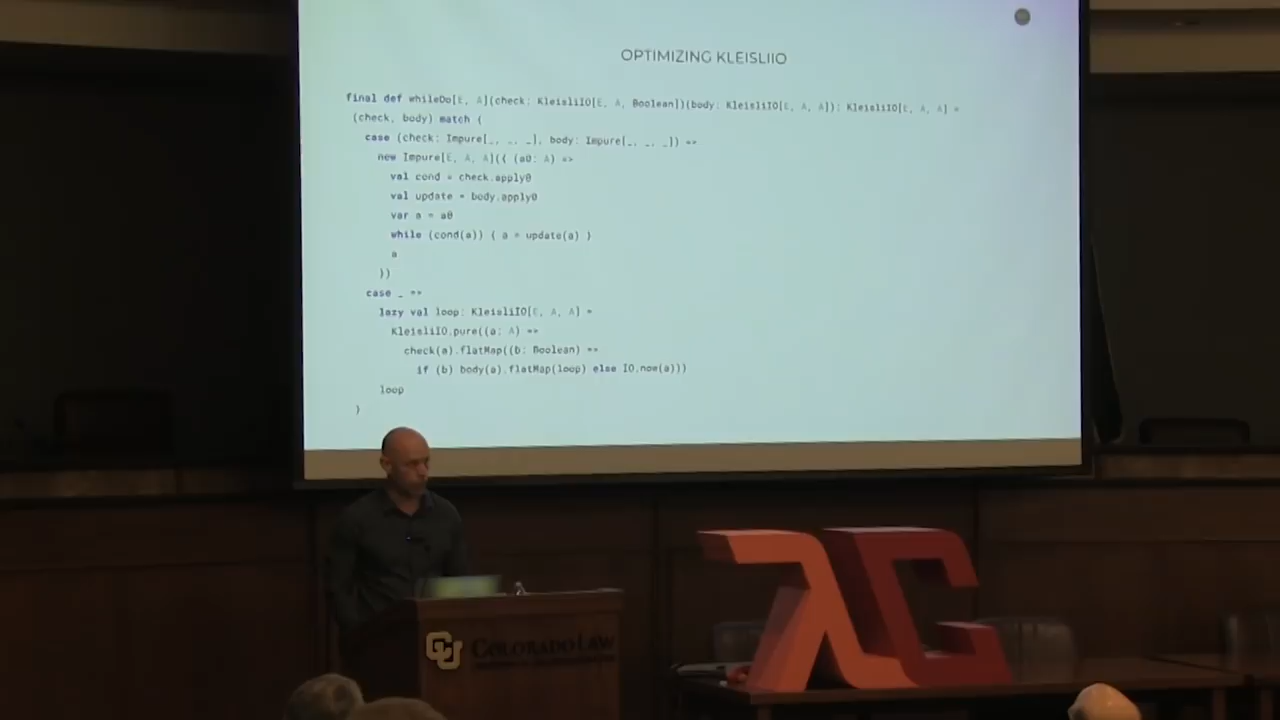 OPTIMIZING KLEISLIIO
final def whileDo[E, A](check: KleisliIO[E, A, Boolean])(body: KleisliIO[E, A, A]): KleisliIO[E, A, A] =
(check, body) match {
case (check: Impure[_, _, _], body: Impure[_, _, _]) =>
new Impure[E, A, A]({ (a0: A) =>
val cond = check.apply0
val update = body.apply0
var a = a0
while (cond(a)) { a = update(a) }
a
})
case _ =>
lazy val loop: KleisliIO[E, A, A] =
KleisliIO.pure((a: A) =>
check(a).flatMap((b: Boolean) =>
if (b) body(a).flatMap(loop) else IO.now(a)))
loop
}
CU COLORADO LAW
λC